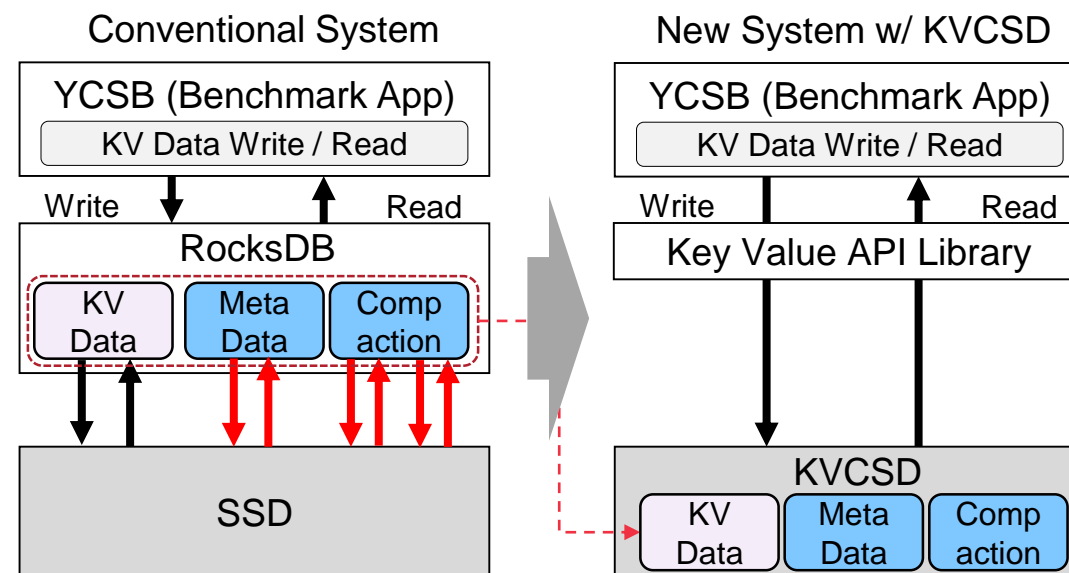 Conventional System
YCSB (Benchmark App)
KV Data Write / Read
Write
Read
RocksDB
KV
Data
Meta
Data
Comp
action
SSD
New System w/ KVCSD
YCSB (Benchmark App)
KV Data Write / Read
Write
Read
Key Value API Library
KVCSD
KV
Data
Meta
Data
Comp
action